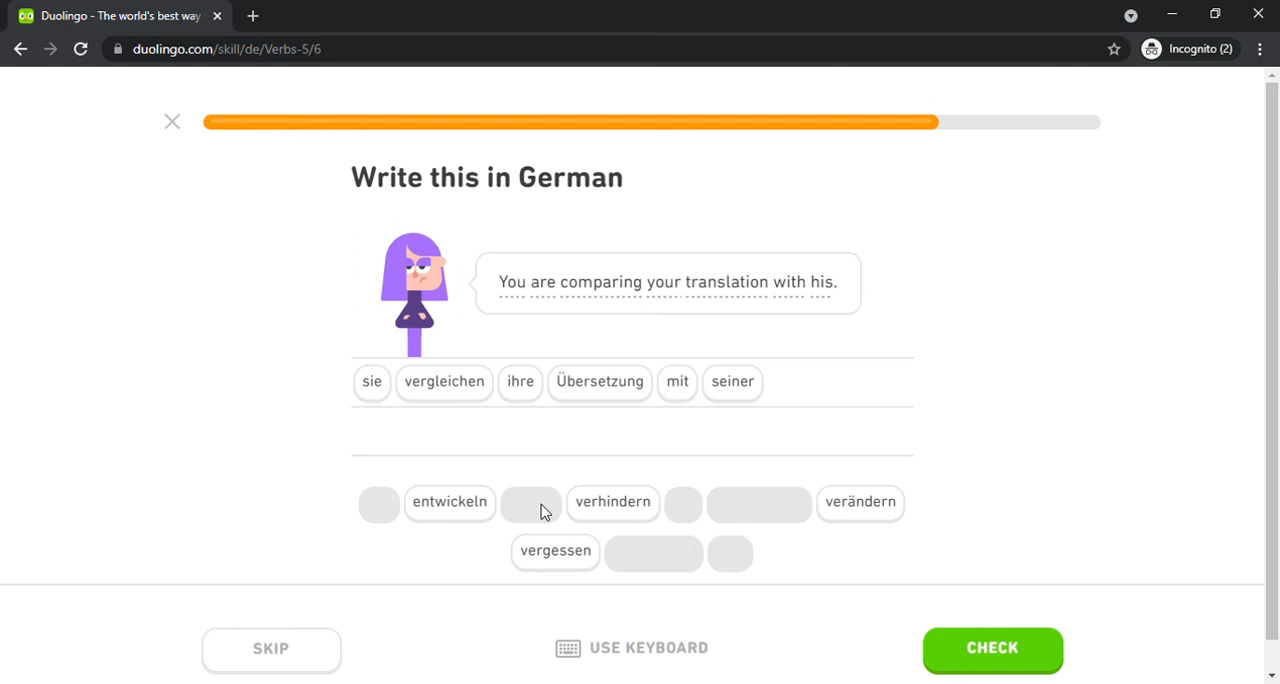 Duolingo - The world's best way
duolingo.com/skill/de/Verbs-5/6
Incognito (2)
Write this in German
You are comparing your translation with his.
sie vergleichen ihre Übersetzung mit seiner
entwickeln verhindern verändern
vergessen
SKIP USE KEYBOARD CHECK